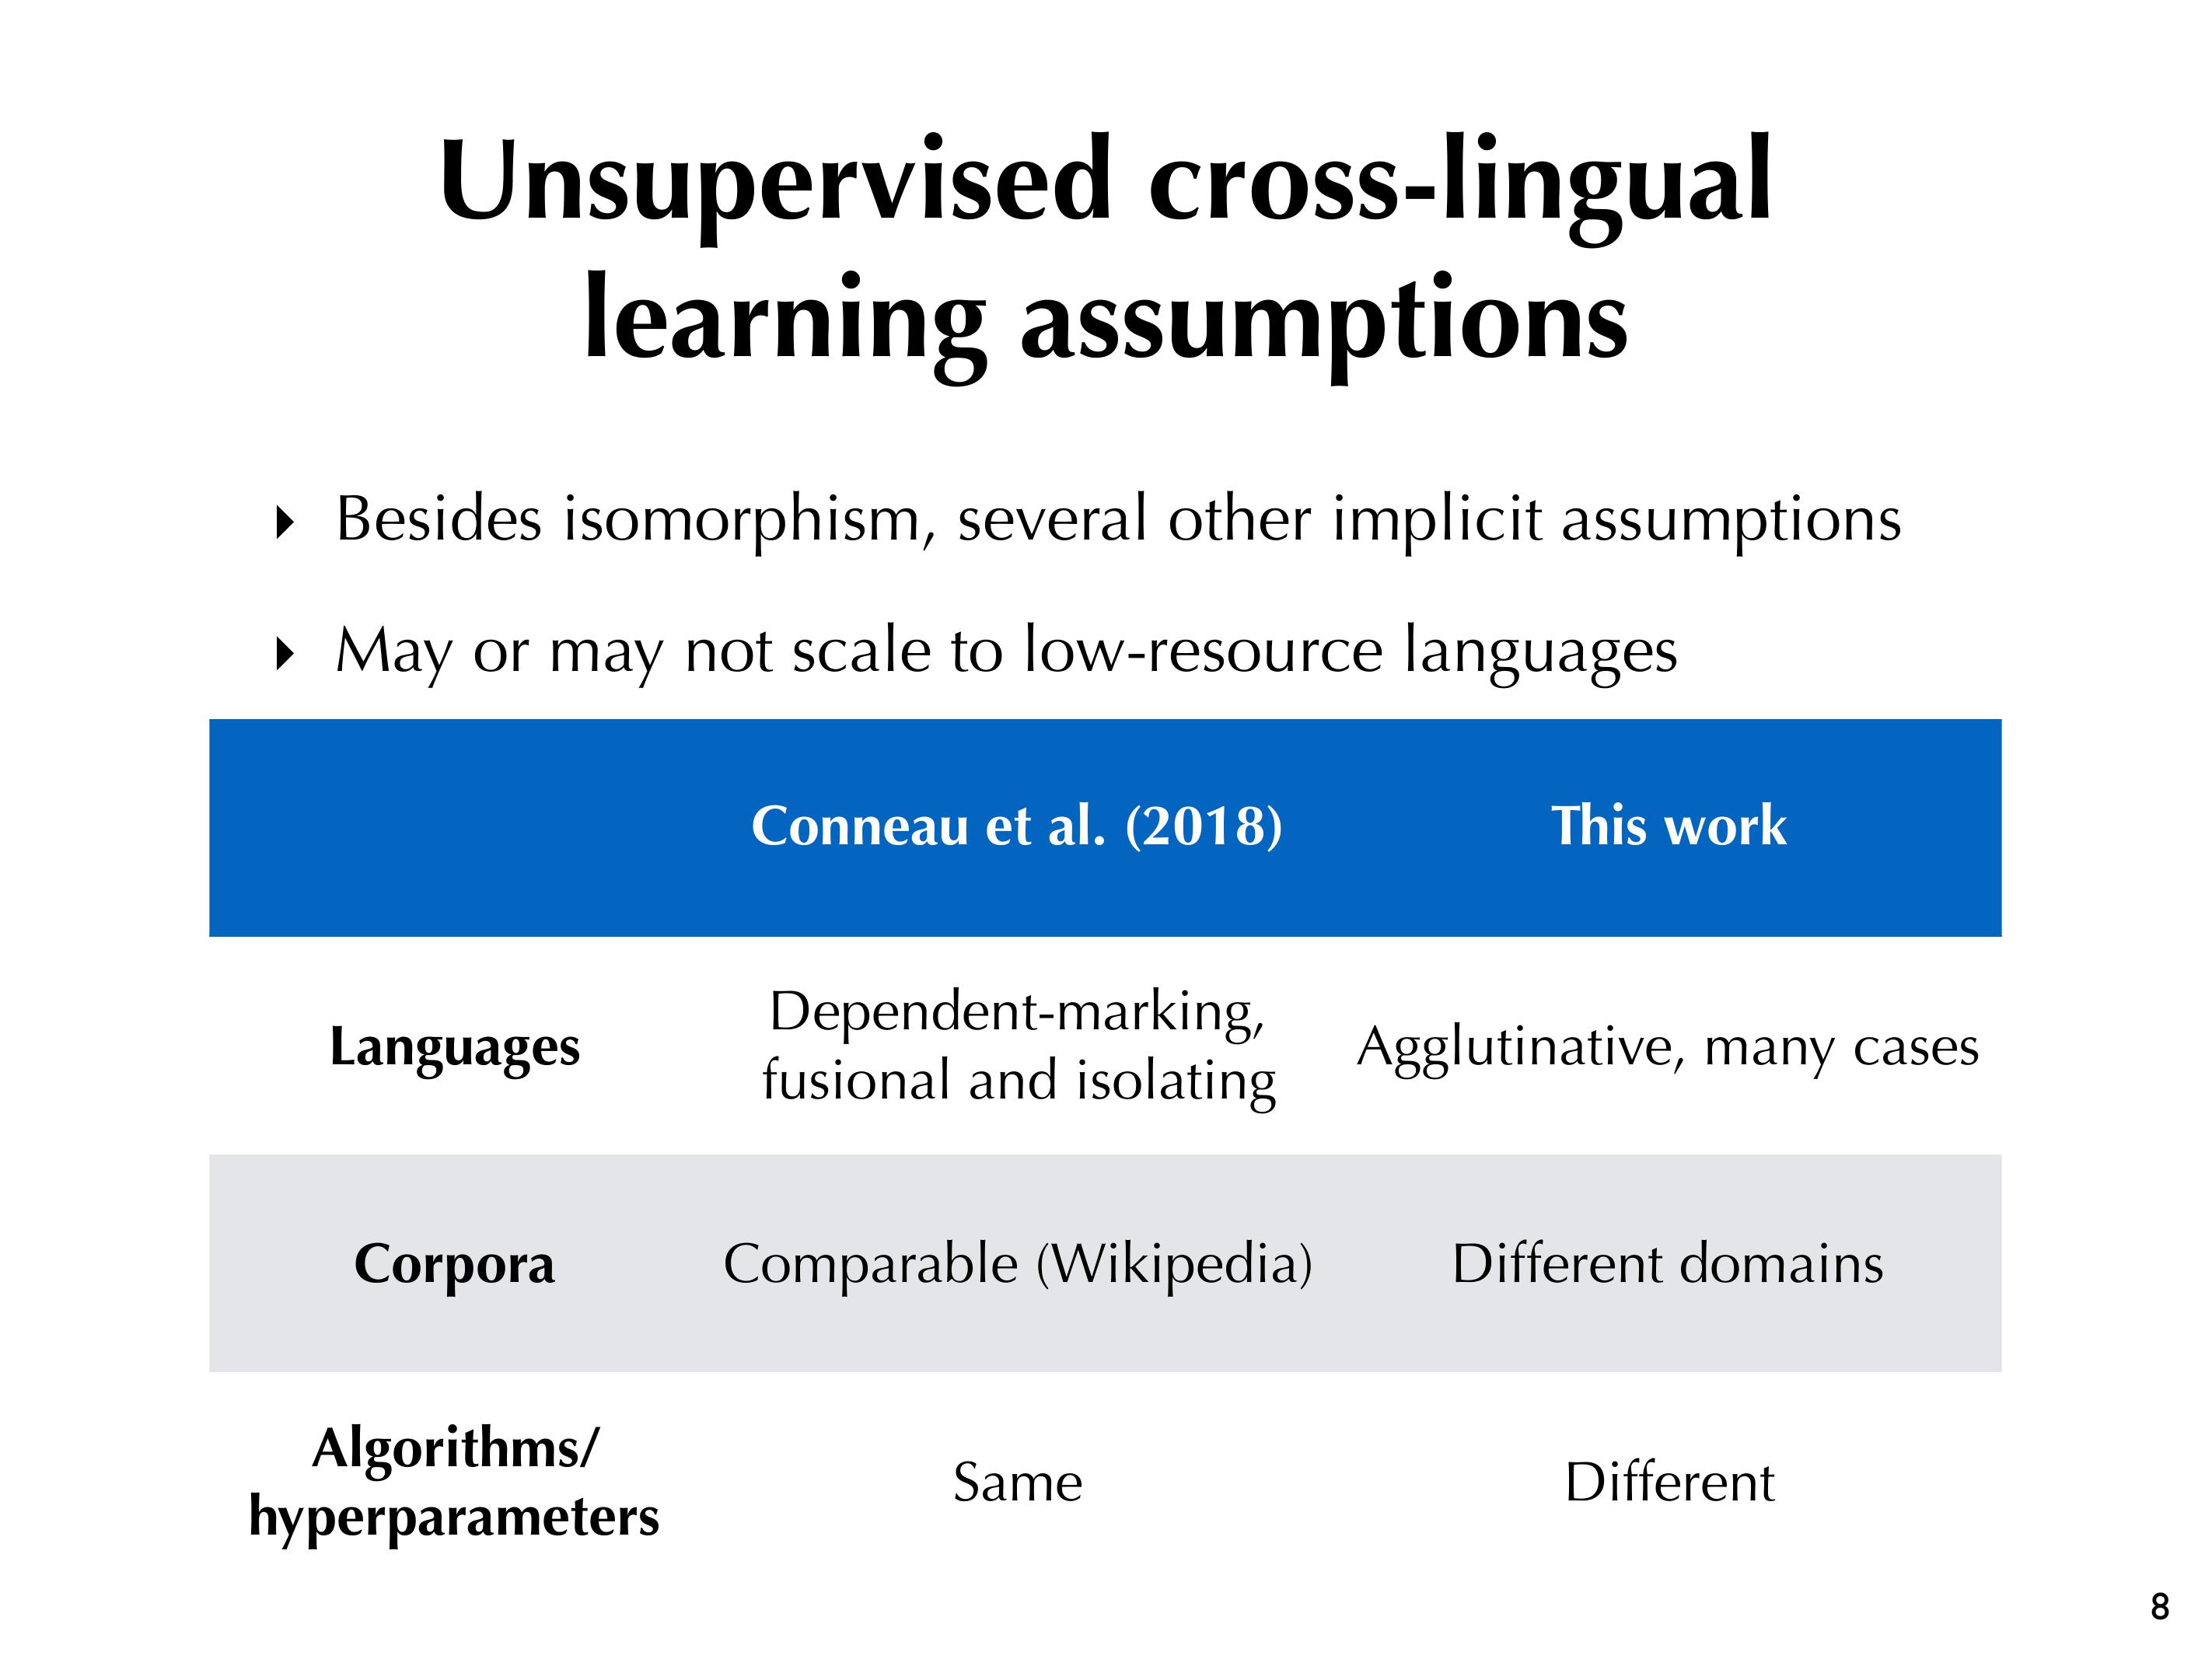 Unsupervised cross-lingual
learning assumptions
Besides isomorphism, several other implicit assumptions
May or may not scale to low-resource languages
Conneau et al. (2018) This work
Languages
Dependent-marking,
fusional and isolating
Agglutinative, many cases
Corpora Comparable (Wikipedia) Different domains
Algorithms/
hyperparameters
Same Different
8